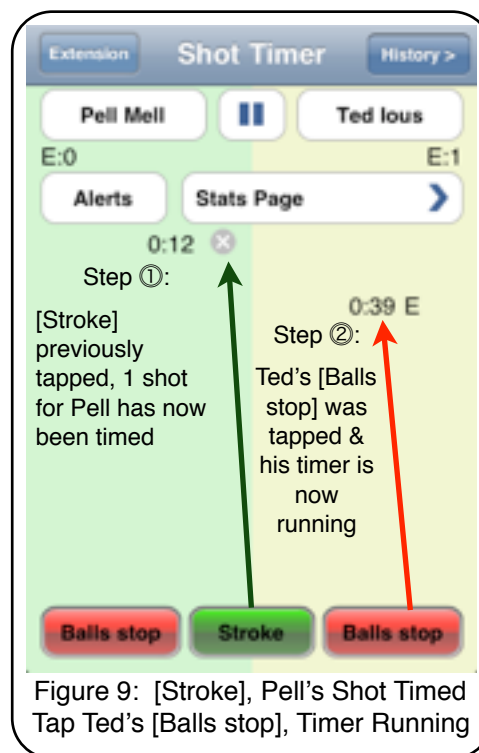 Extension Shot Timer History >
Pell Mell Ted Ious
E:0 E:1
Alerts Stats Page
0:12
Step ①:
[Stroke]
previously
tapped, 1 shot
for Pell has now
been timed
0:39 E
Step ②:
Ted's [Balls
stop] was
tapped &
his timer is
now
running
Balls stop Stroke Balls stop
Figure 9: [Stroke], Pell's Shot Timed
Tap Ted's [Balls stop], Timer Running